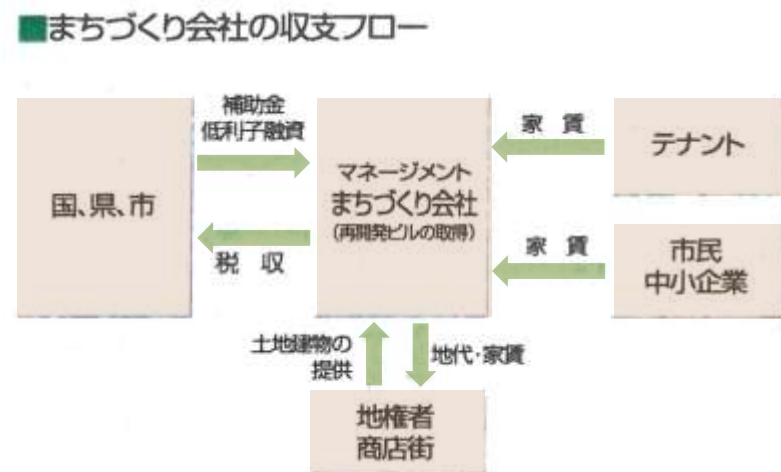 ■まちづくり会社の収支フロー
補助金
低利子融資
家 賃
テナント
国、県、市
マネージメント
まちづくり会社
(再開発ビルの取得)
税 収
家 賃
市民
中小企業
土地建物の
提供
地代・家賃
地権者
商店街